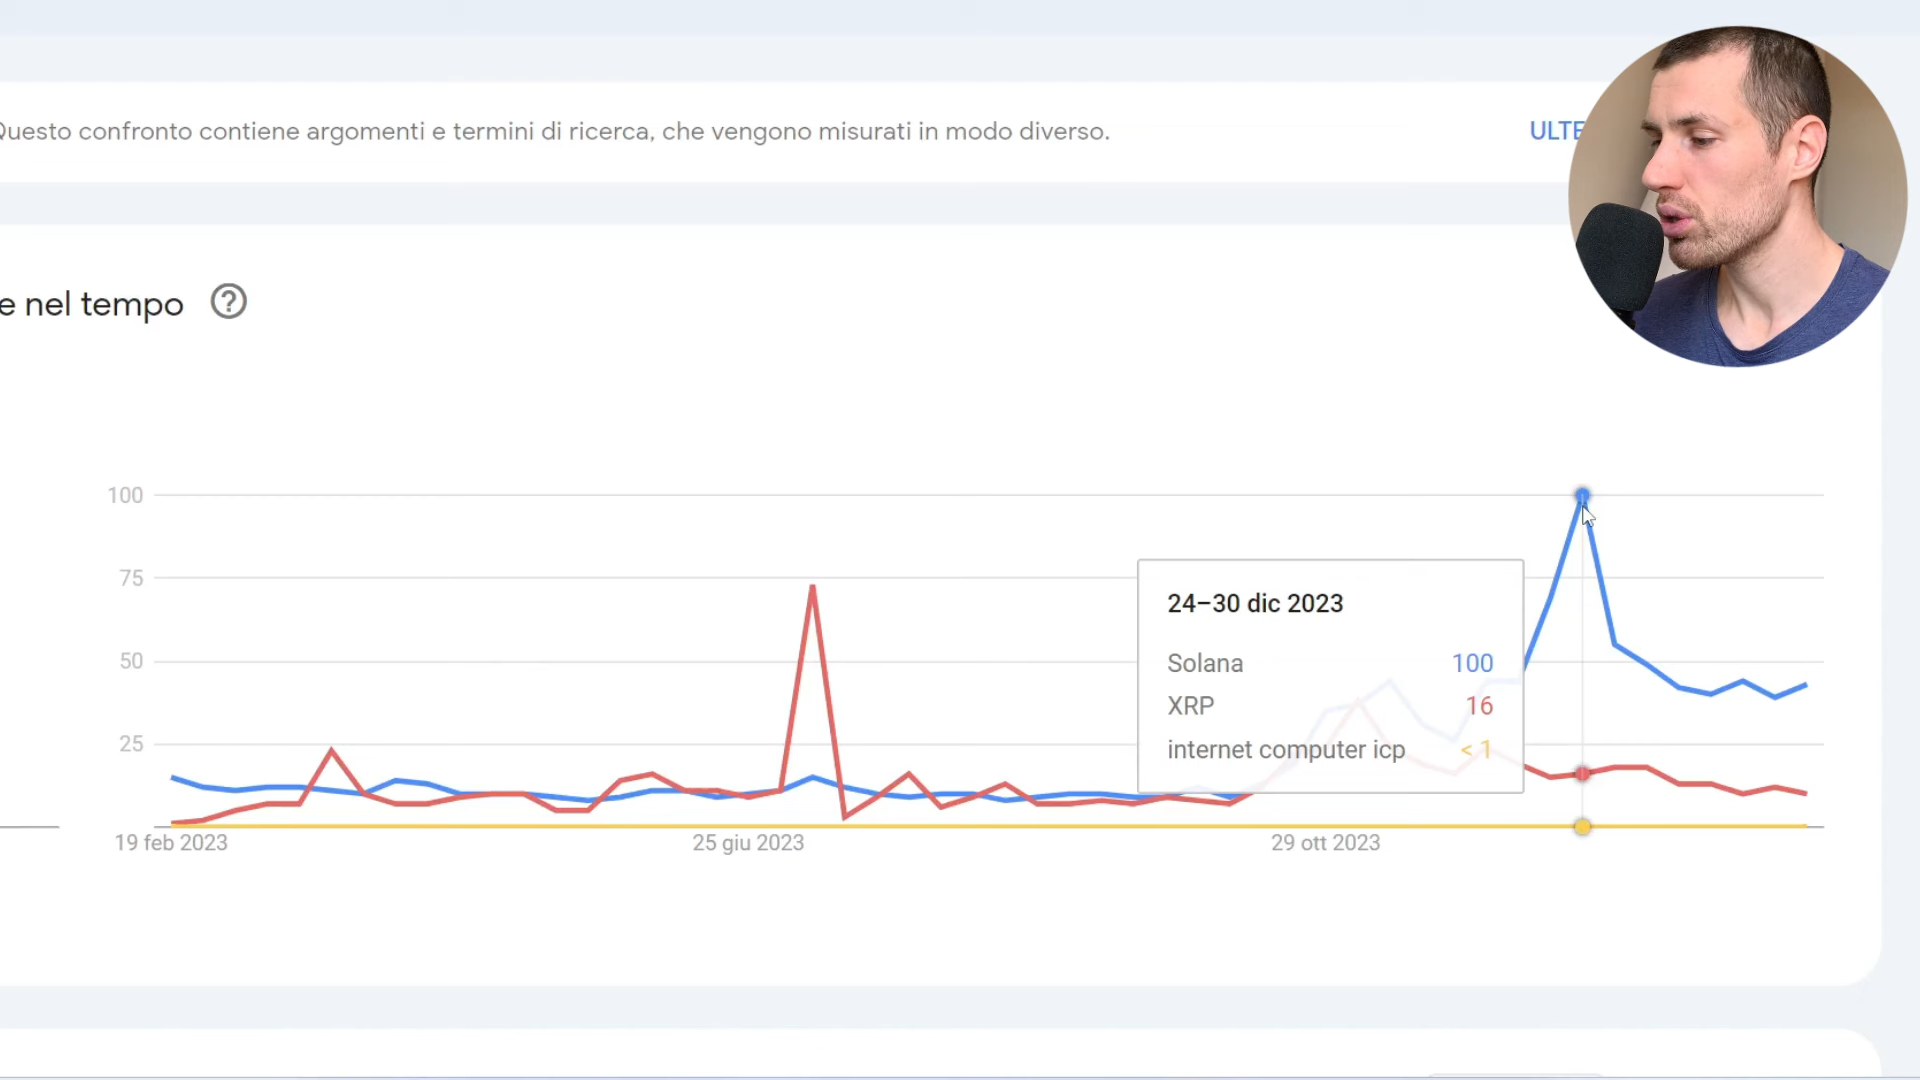 Questo confronto contiene argomenti e termini di ricerca, che vengono misurati in modo diverso.
ULTE
e nel tempo ?
100
75
50
25
24–30 dic 2023
Solana 100
XRP 16
internet computer icp < 1
19 feb 2023
25 giu 2023
29 ott 2023